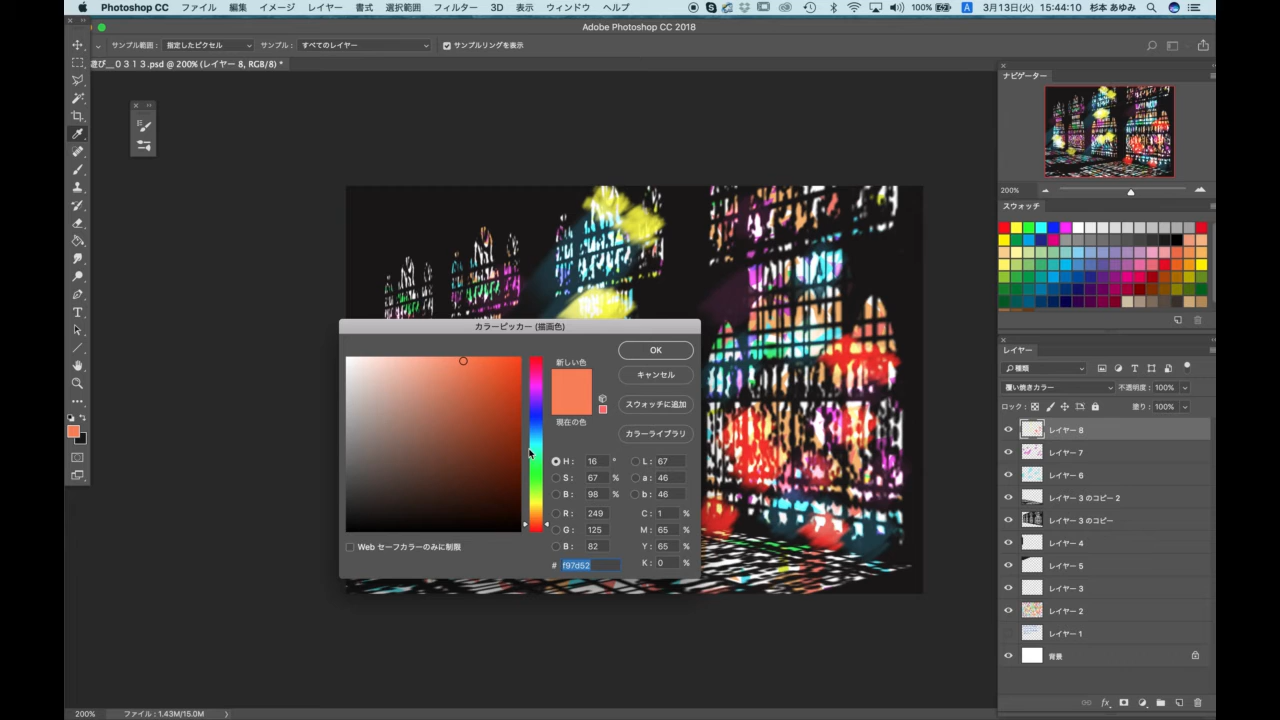 Photoshop CC ファイル 編集 イメージ レイヤー 書式 選択範囲 フィルター 3D 表示 ウィンドウ ヘルプ 100% A 3月13日(火) 15:44:10 杉本 あゆみ
Adobe Photoshop CC 2018
サンプル範囲： 指定したピクセル サンプル： すべてのレイヤー サンプルリングを表示
遊び__０３１３.psd @ 200% (レイヤー 8, RGB/8) *
ナビゲーター
200%
スウォッチ
レイヤー
種類
覆い焼きカラー 不透明度： 100%
ロック： 塗り： 100%
レイヤー 8
レイヤー 7
レイヤー 6
レイヤー 3 のコピー 2
レイヤー 3 のコピー
レイヤー 4
レイヤー 5
レイヤー 3
レイヤー 2
レイヤー 1
背景
fx
カラーピッカー (描画色)
新しい色
現在の色
OK
キャンセル
スウォッチに追加
カラーライブラリ
H： 16 ° L： 67
S： 67 % a： 46
B： 98 % b： 46
R： 249 C： 1 %
G： 125 M： 65 %
B： 82 Y： 65 %
# f97d52 K： 0 %
Web セーフカラーのみに制限
200% ファイル：1.43M/15.0M